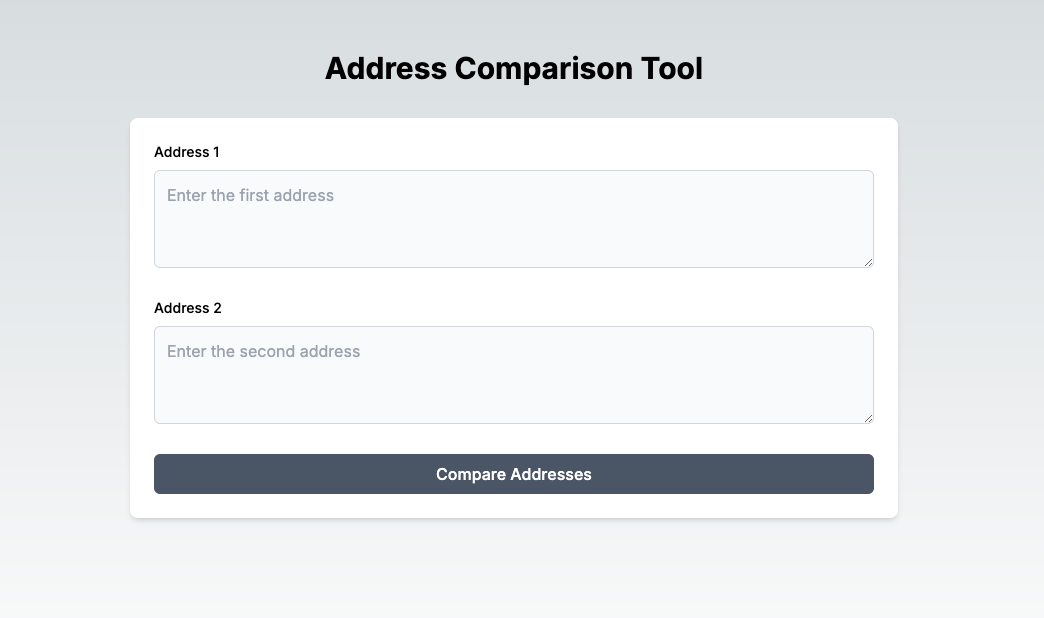 Address Comparison Tool
Address 1
Enter the first address
Address 2
Enter the second address
Compare Addresses